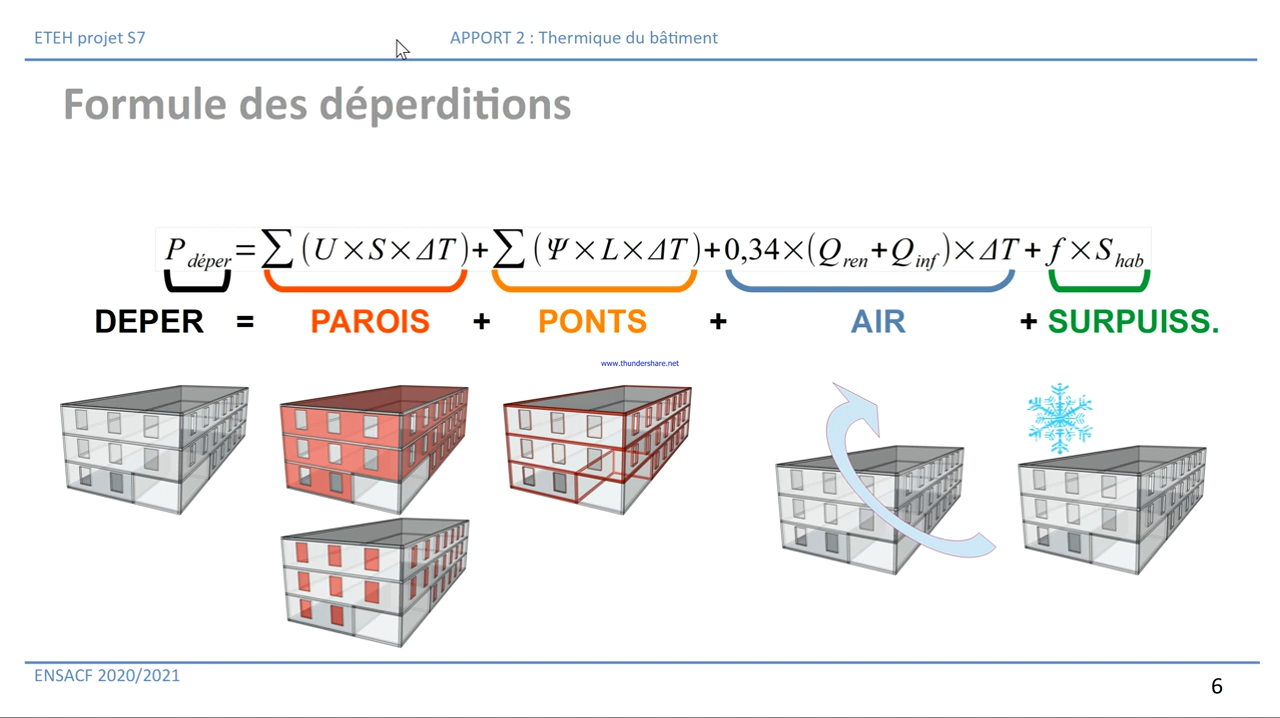 ETEH projet S7
APPORT 2 : Thermique du bâtiment
Formule des déperditions
P déper = ∑ (U×S×ΔT)+∑ (Ψ×L×ΔT)+0,34×(Q ren+Q inf)×ΔT+f×S hab
DEPER = PAROIS + PONTS + AIR + SURPUISS.
www.thundershare.net
ENSACF 2020/2021
6